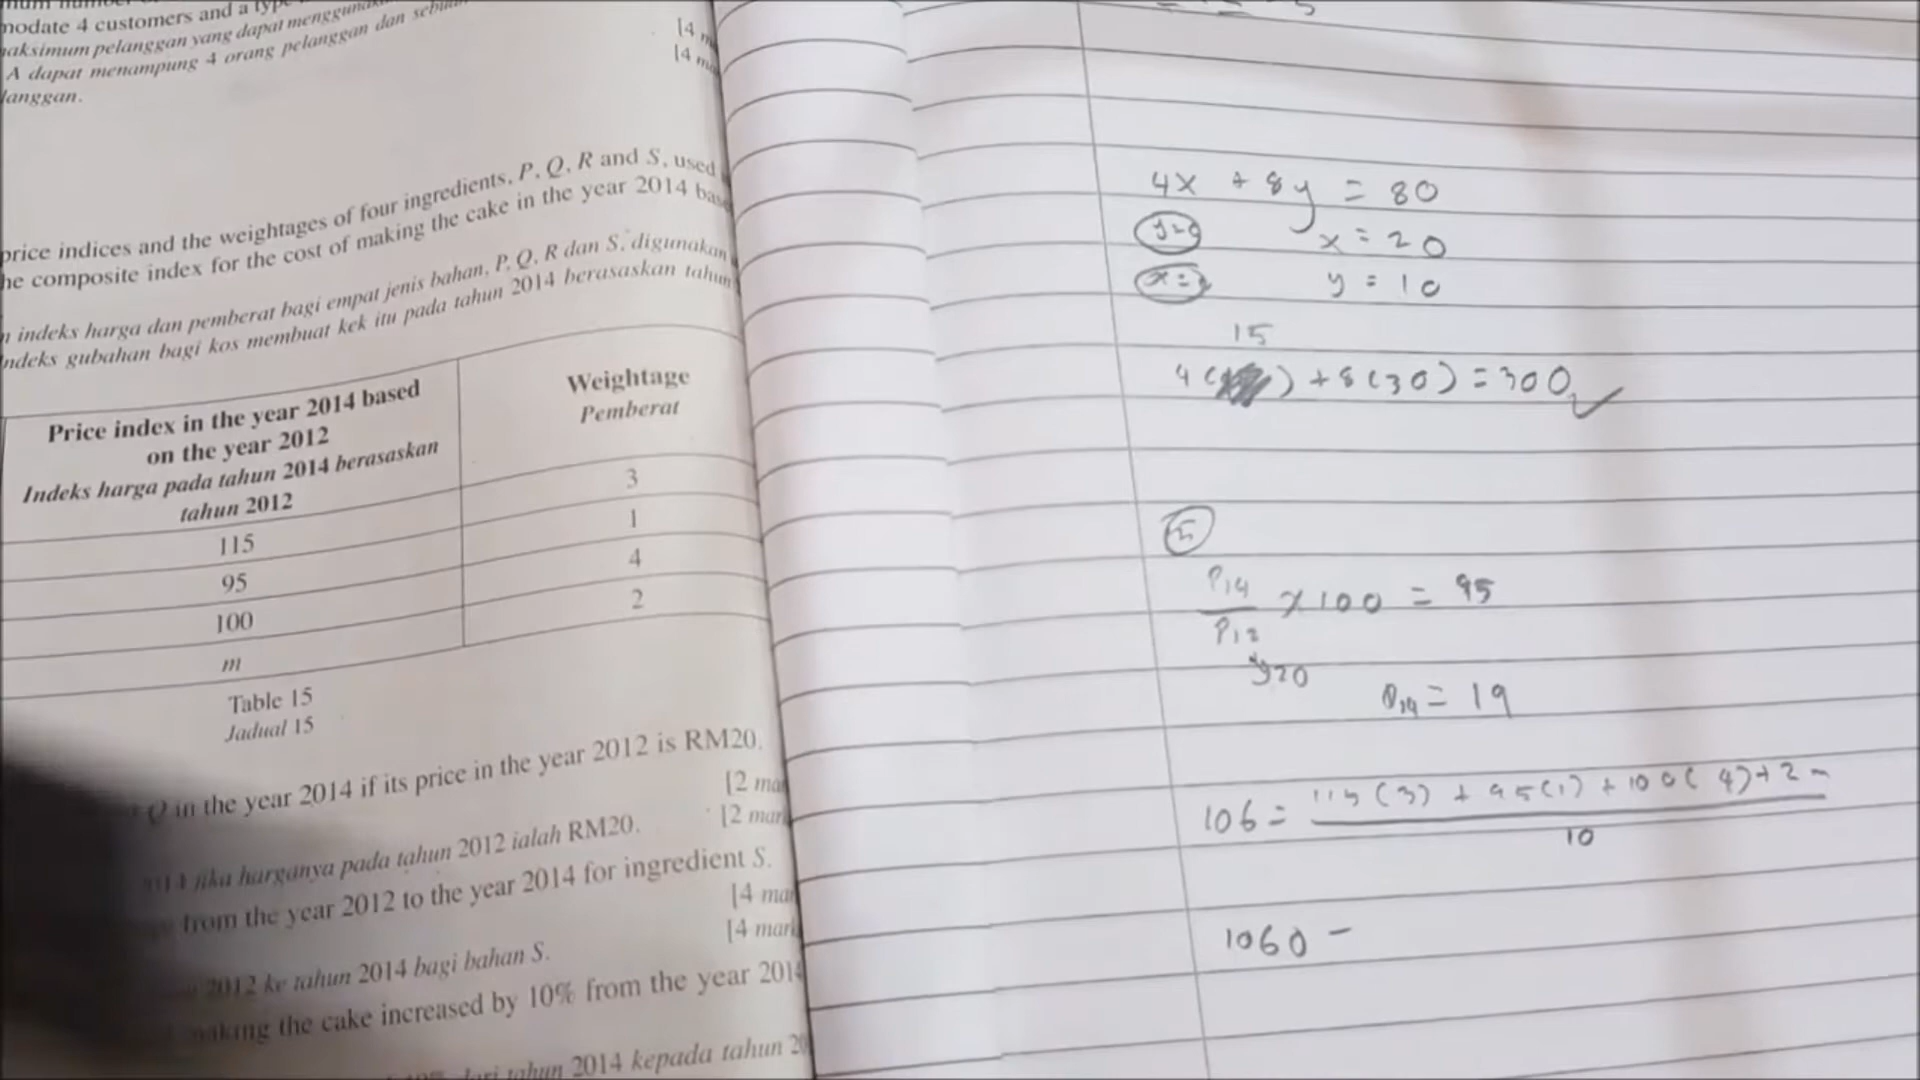 modate 4 customers and a
maksimum pelanggan yang dapat
A dapat menampung 4 orang pelanggan dan
langgan.
[4
[4
price indices and the weightages of four ingredients, P, Q, R and S, used
he composite index for the cost of making the cake in the year 2014
indeks harga dan pemberat bagi empat jenis bahan, P, Q, R dan S, digunakan
ndeks gubahan bagi kos membuat kek itu pada tahun 2014 berasaskan tahun
Price index in the year 2014 based
on the year 2012
Indeks harga pada tahun 2014 berasaskan
tahun 2012
Weightage
Pemberat
115 3
95 1
100 4
m 2
Table 15
Jadual 15
Q in the year 2014 if its price in the year 2012 is RM20.
[2 mar
jika harganya pada tahun 2012 ialah RM20.
[2 mar
from the year 2012 to the year 2014 for ingredient S.
[4 mar
2012 ke tahun 2014 bagi bahan S.
[4 mar
making the cake increased by 10% from the year 2014
tahun 2014 kepada tahun
4x + 8y = 80
x = 20
y = 10
15
4( ) + 8(30) = 300
5
P14
P12
x 100 = 95
20
Q14 = 19
106 = 115(3) + 95(1) + 100(4) + 2m
10
1060 -